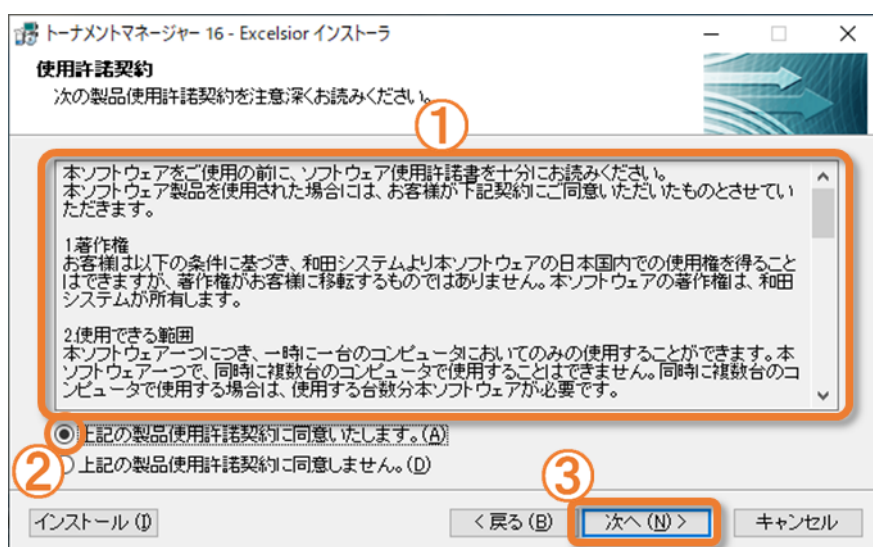 トーナメントマネージャー 16 - Excelsior インストーラ
使用許諾契約
次の製品使用許諾契約を注意深くお読みください。
①
本ソフトウェアをご使用の前に、ソフトウェア使用許諾書を十分にお読みください。
本ソフトウェア製品を使用された場合には、お客様が下記契約にご同意いただいたものとさせてい
ただきます。
1.著作権
お客様は以下の条件に基づき、和田システムより本ソフトウェアの日本国内での使用権を得ること
はできますが、著作権がお客様に移転するものではありません。本ソフトウェアの著作権は、和田
システムが所有します。
2.使用できる範囲
本ソフトウェアーつにつき、一時に一台のコンピュータにおいてのみの使用することができます。本
ソフトウェアーつで、同時に複数台のコンピュータで使用することはできません。同時に複数台のコ
ンピュータで使用する場合は、使用する台数分本ソフトウェアが必要です。
上記の製品使用許諾契約に同意いたします。(A)
② 上記の製品使用許諾契約に同意しません。(D)
③
インストール (I) < 戻る (B) 次へ (N) > キャンセル